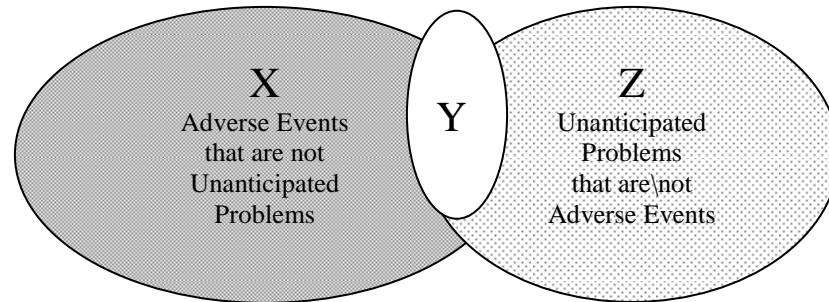 X
Adverse Events
that are not
Unanticipated
Problems
Y
Z
Unanticipated
Problems
that are\not
Adverse Events